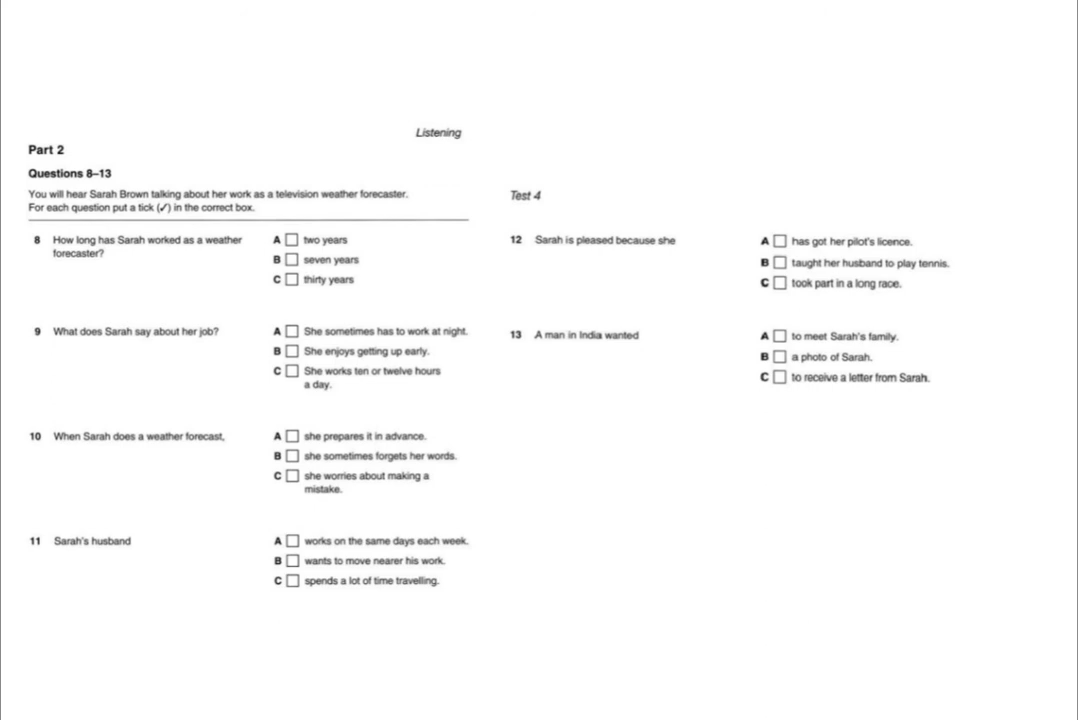 Listening
Part 2
Questions 8–13
You will hear Sarah Brown talking about her work as a television weather forecaster.
For each question put a tick (✓) in the correct box.
8 How long has Sarah worked as a weather
forecaster?
A two years
B seven years
C thirty years
9 What does Sarah say about her job?
A She sometimes has to work at night.
B She enjoys getting up early.
C She works ten or twelve hours
a day.
10 When Sarah does a weather forecast,
A she prepares it in advance.
B she sometimes forgets her words.
C she worries about making a
mistake.
11 Sarah's husband
A works on the same days each week.
B wants to move nearer his work.
C spends a lot of time travelling.
Test 4
12 Sarah is pleased because she
A has got her pilot's licence.
B taught her husband to play tennis.
C took part in a long race.
13 A man in India wanted
A to meet Sarah's family.
B a photo of Sarah.
C to receive a letter from Sarah.